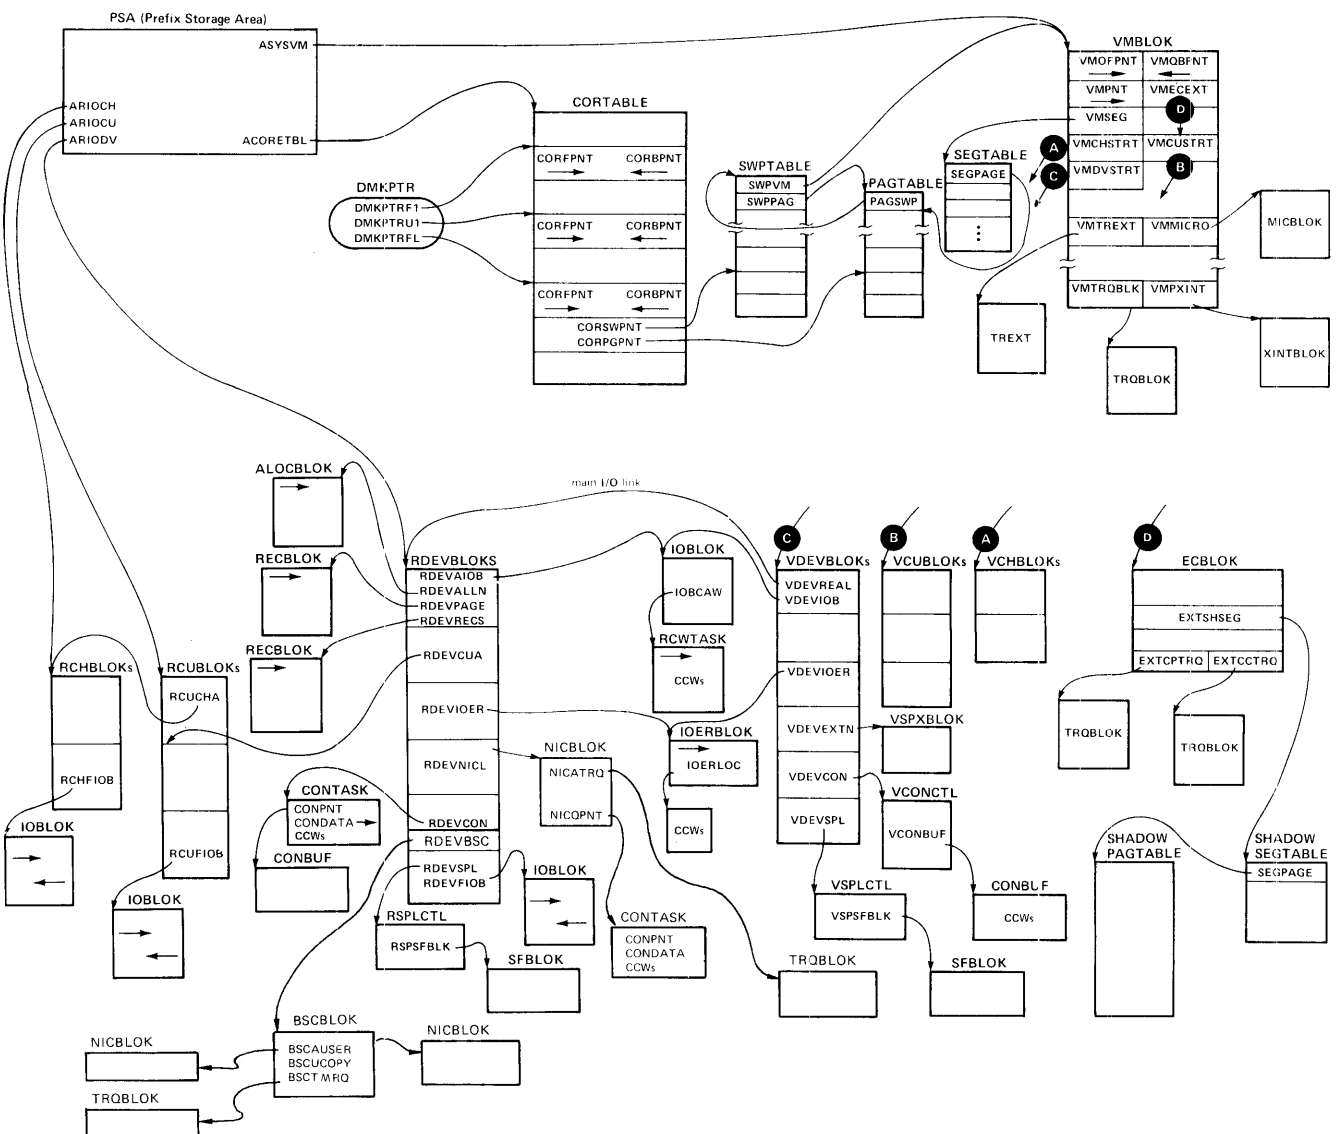 PSA (Prefix Storage Area)
ASYSVM
ARIOCH
ARIOCU
ARIODV
ACORETBL
CORTABLE
CORFPNT CORBPNT
CORFPNT CORBPNT
CORFPNT CORBPNT
CORSWPNT
CORPGPNT
DMKPTR
DMKPTRF1
DMKPTRU1
DMKPTRFL
SWPTABLE
SWPVM
SWPPAG
PAGTABLE
PAGSWP
SEGTABLE
SEGPAGE
A
C
VMBLOK
VMOFPNT VMQBFNT
VMPNT VMECEXT
D
VMSEG
VMCHSTRT VMCUSTRT
B
VMDVSTRT
VMTREXT VMMICRO
VMTRQBLK VMPXINT
MICBLOK
TREXT
TRQBLOK
XINTBLOK
main I/O link
ALOCBLOK
RECBLOK
RECBLOK
RDEVBLOKS
RDEVAIOB
RDEVALLN
RDEVPAGE
RDEVRECS
RDEVCUA
RDEVIOER
RDEVNICL
RDEVCON
RDEVBSC
RDEVSPL
RDEVFIOB
IOBLOK
IOBCAW
RCWTASK
CCWs
IOERBLOK
IOERLOC
CCWs
C
VDEVBLOKs
VDEVREAL
VDEVIOB
VDEVIOER
VDEVEXTN
VDEVCON
VDEVSPL
B
VCUBLOKs
A
VCHBLOKs
VSPXBLOK
VCONCTL
VCONBUF
CONBUF
CCWs
VSPLCTL
VSPSFBLK
SFBLOK
D
ECBLOK
EXTSHSEG
EXTCPTRQ EXTCCTRQ
TRQBLOK
TRQBLOK
SHADOW
PAGTABLE
SHADOW
SEGTABLE
SEGPAGE
RCHBLOKs
RCHFIOB
RCUBLOKs
RCUCHA
RCUFIOB
IOBLOK
IOBLOK
CONTASK
CONPNT
CONDATA
CCWs
CONBUF
NICBLOK
NICATRQ
NICQPNT
IOBLOK
RSPLCTL
RSPSFBLK
SFBLOK
CONTASK
CONPNT
CONDATA
CCWs
TRQBLOK
BSCBLOK
BSCAUSER
BSCUCOPY
BSCTMRQ
NICBLOK
NICBLOK
TRQBLOK